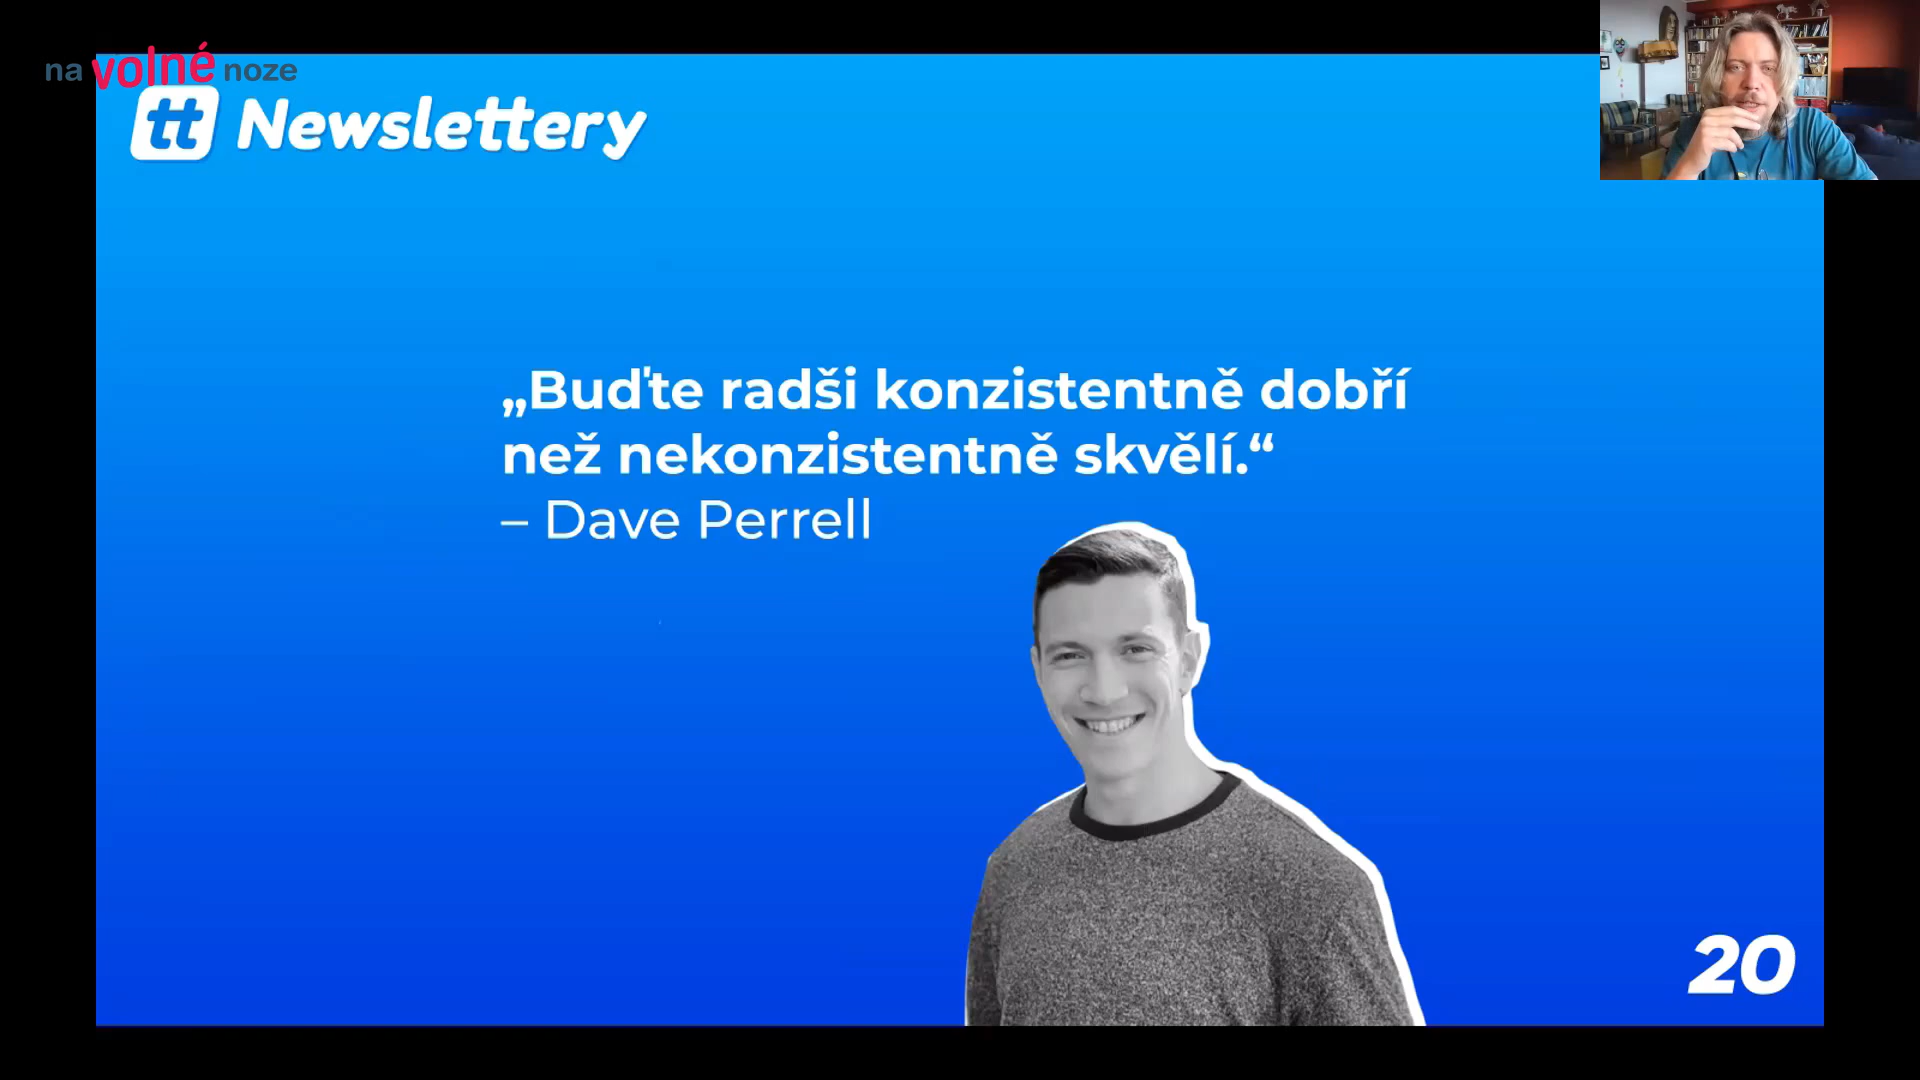 na volné noze
tt Newslettery
„Buďte radši konzistentně dobří
než nekonzistentně skvělí.“
– Dave Perrell
20